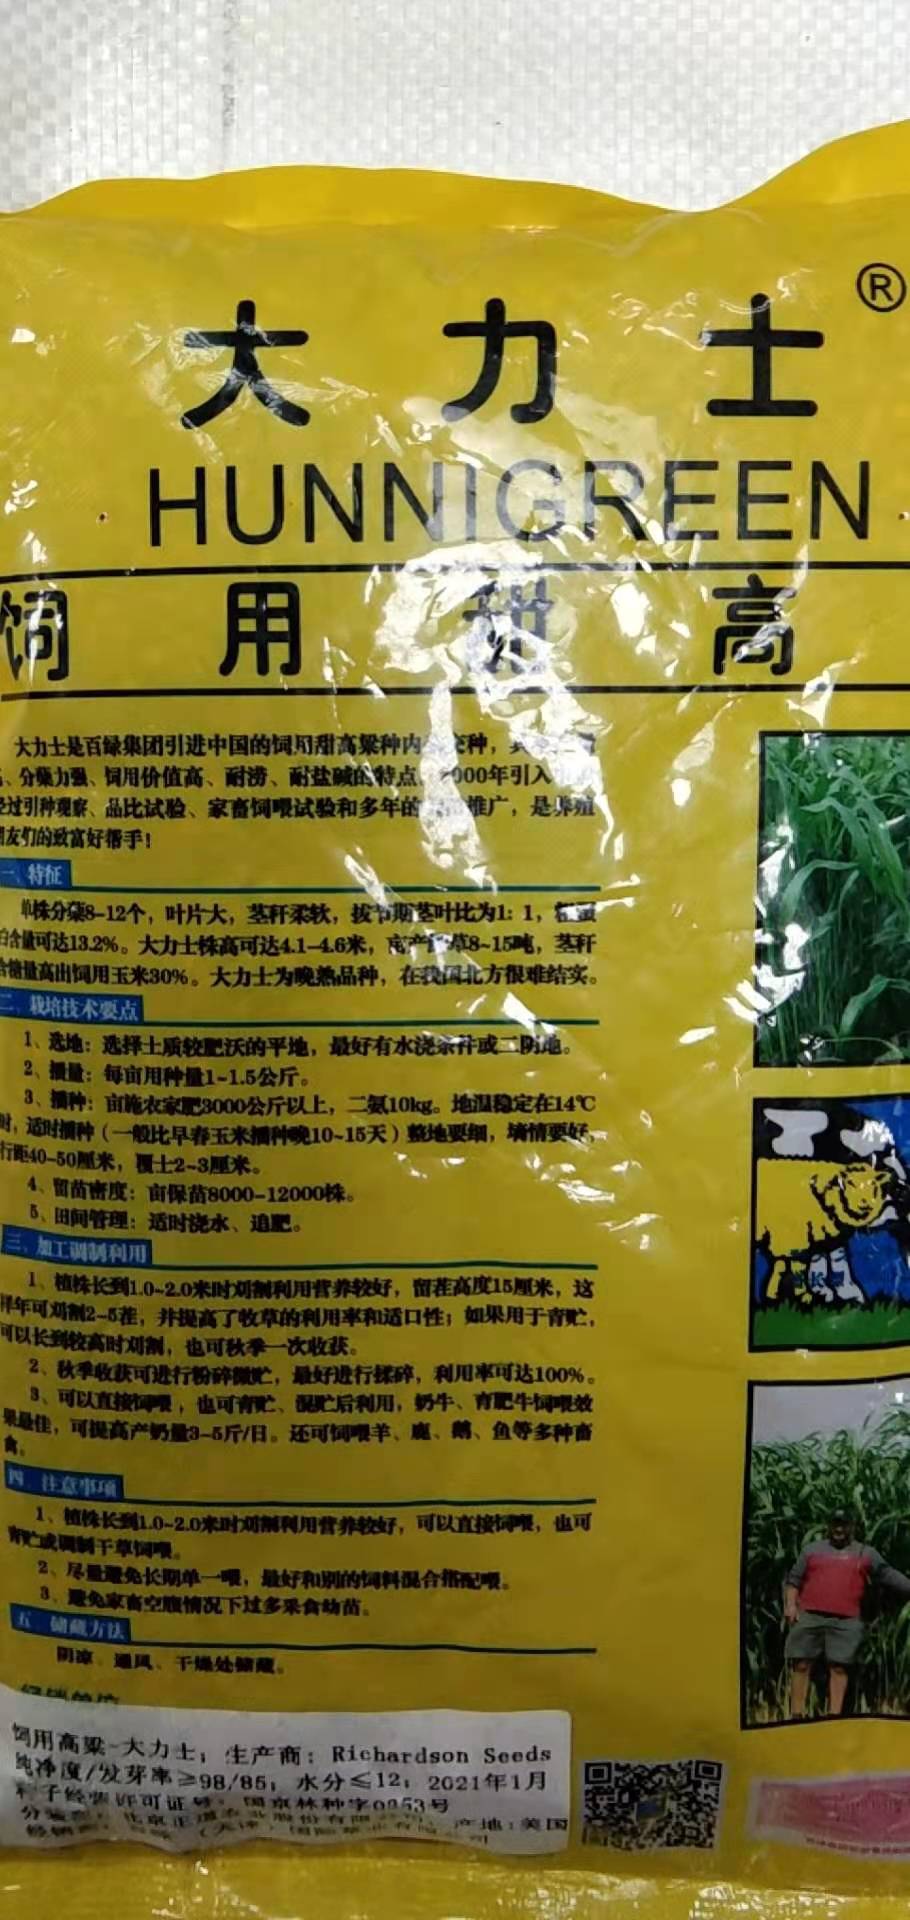 大力士®
HUNNIGREEN
饲用甜高
大力士是百绿集团引进中国的饲用甜高粱种内 交种,
、分蘖力强、饲用价值高、耐涝、耐盐碱的特点 000年引入
过引种观察、品比试验、家畜饲喂试验和多年的 推广,是养殖
朋友们的致富好帮手!
一、特征
单株分蘖8-12个,叶片大,茎秆柔软,拔节期茎叶比为1: 1,粗蛋
白含量可达13.2%。大力士株高可达4.1-4.6米,亩产 草8~15吨,茎秆
含糖量高出饲用玉米30%。大力士为晚熟品种,在我国北方很难结实。
二、栽培技术要点
1、选地:选择土质较肥沃的平地,最好有水浇条件或二阴地。
2、播量:每亩用种量1~1.5公斤。
3、播种:亩施农家肥3000公斤以上,二氨10kg。地温稳定在14℃
时,适时播种(一般比早春玉米播种晚10~15天)整地要细,墒情要好,
行距40-50厘米,覆土2~3厘米。
4、留苗密度:亩保苗8000-12000株。
5、田间管理:适时浇水、追肥。
三、加工调制利用
1、植株长到1.0~2.0米时刈割利用营养较好,留茬高度15厘米,这
样年可刈割2~5茬,并提高了牧草的利用率和适口性;如果用于青贮,
可以长到较高时刈割,也可秋季一次收获。
2、秋季收获可进行粉碎微贮,最好进行揉碎,利用率可达100%。
3、可以直接饲喂,也可青贮、混贮后利用,奶牛、育肥牛饲喂效
果最佳,可提高产奶量3-5斤/日。还可饲喂羊、鹿、鹅、鱼等多种畜
禽。
四、注意事项
1、植株长到1.0~2.0米时刈割利用营养较好,可以直接饲喂,也可
青贮或调制干草饲喂。
2、尽量避免长期单一喂,最好和别的饲料混合搭配喂。
3、避免家畜空腹情况下过多采食幼苗。
五、储藏方法
阴凉、通风、干燥处储藏。
饲用高粱-大力士;生产商:Richardson Seeds
纯净度/发芽率≥98/85;水分≤12;2021年1月
种子经营许可证号:国京林种字0053号
产地:美国